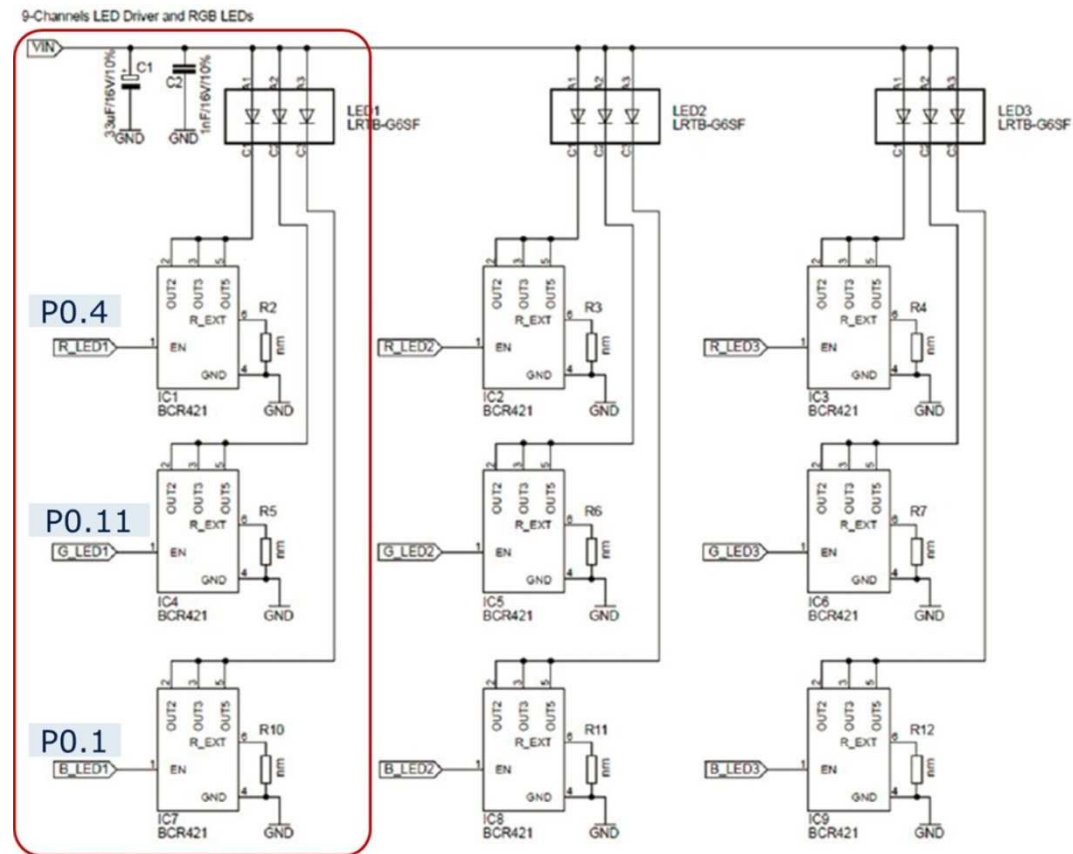 9-Channels LED Driver and RGB LEDs
VIN
33uF/16V/10%
C1
GND
C2
1nF/16V/10%
GND
A1 A2 A3
LED1
LRTB-G6SF
C1 C2 C3
A1 A2 A3
LED2
LRTB-G6SF
C1 C2 C3
A1 A2 A3
LED3
LRTB-G6SF
C1 C2 C3
P0.4
R_LED1
1
2 3 5
OUT2 OUT3 OUT5
R_EXT
6
EN
GND
4
R2
nm
GND
IC1
BCR421
R_LED2
1
2 3 5
OUT2 OUT3 OUT5
R_EXT
6
EN
GND
4
R3
nm
GND
IC2
BCR421
R_LED3
1
2 3 5
OUT2 OUT3 OUT5
R_EXT
6
EN
GND
4
R4
nm
GND
IC3
BCR421
P0.11
G_LED1
1
2 3 5
OUT2 OUT3 OUT5
R_EXT
6
EN
GND
4
R5
nm
GND
IC4
BCR421
G_LED2
1
2 3 5
OUT2 OUT3 OUT5
R_EXT
6
EN
GND
4
R6
nm
GND
IC5
BCR421
G_LED3
1
2 3 5
OUT2 OUT3 OUT5
R_EXT
6
EN
GND
4
R7
nm
GND
IC6
BCR421
P0.1
B_LED1
1
2 3 5
OUT2 OUT3 OUT5
R_EXT
6
EN
GND
4
R10
nm
GND
IC7
BCR421
B_LED2
1
2 3 5
OUT2 OUT3 OUT5
R_EXT
6
EN
GND
4
R11
nm
GND
IC8
BCR421
B_LED3
1
2 3 5
OUT2 OUT3 OUT5
R_EXT
6
EN
GND
4
R12
nm
GND
IC9
BCR421